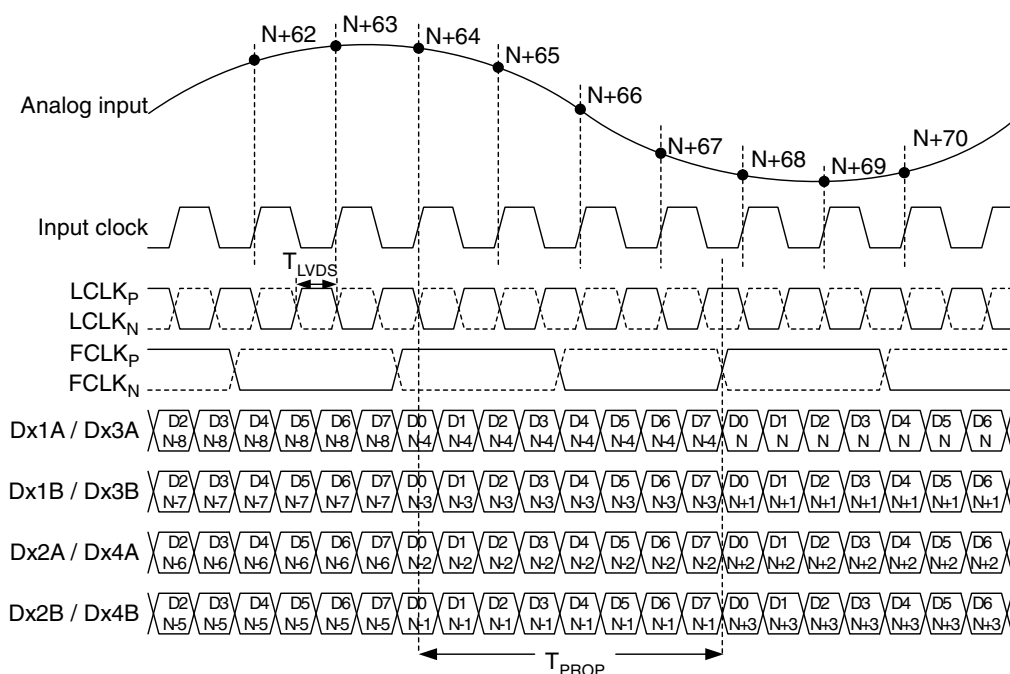 N+62 N+63 N+64 N+65 N+66 N+67 N+68 N+69 N+70
Analog input
Input clock
TLVDS
LCLKP
LCLKN
FCLKP
FCLKN
Dx1A / Dx3A
D2 D3 D4 D5 D6 D7 D0 D1 D2 D3 D4 D5 D6 D7 D0 D1 D2 D3 D4 D5 D6
N-8 N-8 N-8 N-8 N-8 N-8 N-4 N-4 N-4 N-4 N-4 N-4 N-4 N-4 N N N N N N N
Dx1B / Dx3B
D2 D3 D4 D5 D6 D7 D0 D1 D2 D3 D4 D5 D6 D7 D0 D1 D2 D3 D4 D5 D6
N-7 N-7 N-7 N-7 N-7 N-7 N-3 N-3 N-3 N-3 N-3 N-3 N-3 N-3 N+1 N+1 N+1 N+1 N+1 N+1 N+1
Dx2A / Dx4A
D2 D3 D4 D5 D6 D7 D0 D1 D2 D3 D4 D5 D6 D7 D0 D1 D2 D3 D4 D5 D6
N-6 N-6 N-6 N-6 N-6 N-6 N-2 N-2 N-2 N-2 N-2 N-2 N-2 N-2 N+2 N+2 N+2 N+2 N+2 N+2 N+2
Dx2B / Dx4B
D2 D3 D4 D5 D6 D7 D0 D1 D2 D3 D4 D5 D6 D7 D0 D1 D2 D3 D4 D5 D6
N-5 N-5 N-5 N-5 N-5 N-5 N-1 N-1 N-1 N-1 N-1 N-1 N-1 N-1 N+3 N+3 N+3 N+3 N+3 N+3 N+3
TPROP